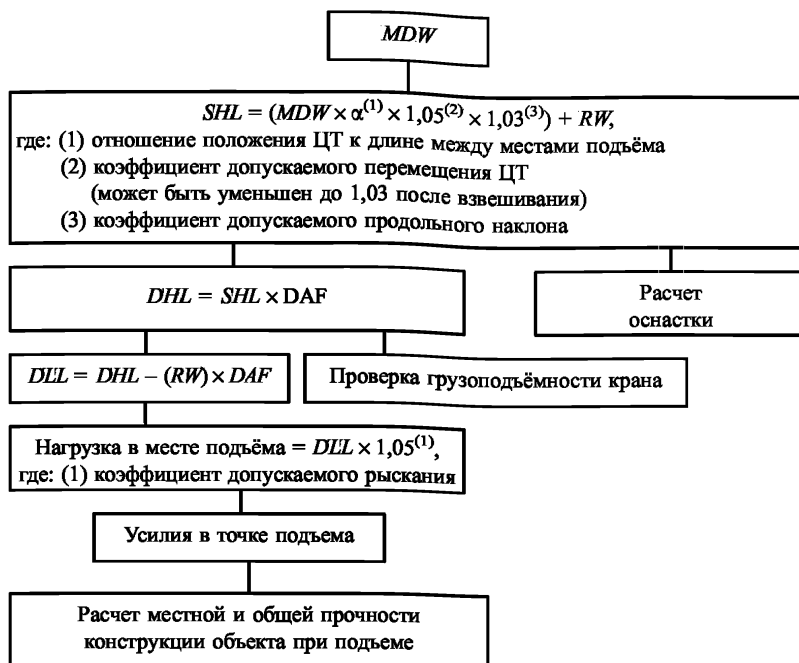 MDW
SHL = (MDW × α⁽¹⁾ × 1,05⁽²⁾ × 1,03⁽³⁾) + RW,
где: (1) отношение положения ЦТ к длине между местами подъёма
(2) коэффициент допускаемого перемещения ЦТ
(может быть уменьшен до 1,03 после взвешивания)
(3) коэффициент допускаемого продольного наклона
DHL = SHL × DAF
Расчет
оснастки
DLL = DHL – (RW) × DAF
Проверка грузоподъёмности крана
Нагрузка в месте подъёма = DLL × 1,05⁽¹⁾,
где: (1) коэффициент допускаемого рыскания
Усилия в точке подъема
Расчет местной и общей прочности
конструкции объекта при подъеме